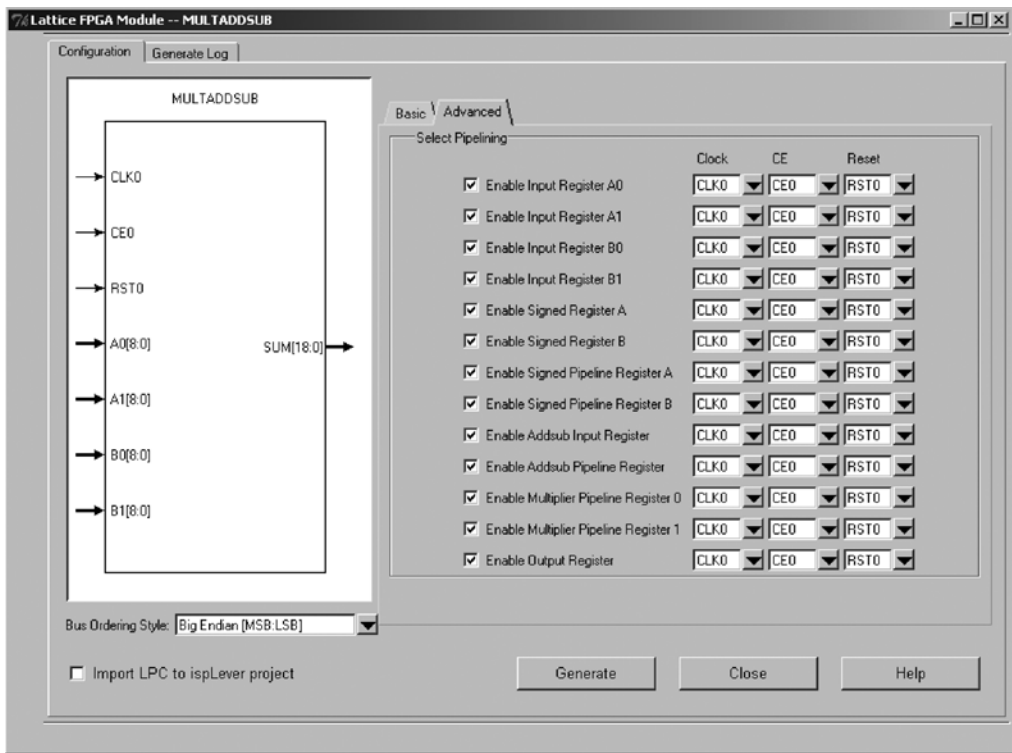 Lattice FPGA Module -- MULTADDSUB
Configuration
Generate Log
MULTADDSUB
CLK0
CE0
RST0
A0[8:0]
SUM[18:0]
A1[8:0]
B0[8:0]
B1[8:0]
Bus Ordering Style: Big Endian [MSB:LSB]
Basic
Advanced
Select Pipelining
Clock CE Reset
Enable Input Register A0 CLK0 CE0 RST0
Enable Input Register A1 CLK0 CE0 RST0
Enable Input Register B0 CLK0 CE0 RST0
Enable Input Register B1 CLK0 CE0 RST0
Enable Signed Register A CLK0 CE0 RST0
Enable Signed Register B CLK0 CE0 RST0
Enable Signed Pipeline Register A CLK0 CE0 RST0
Enable Signed Pipeline Register B CLK0 CE0 RST0
Enable Addsub Input Register CLK0 CE0 RST0
Enable Addsub Pipeline Register CLK0 CE0 RST0
Enable Multiplier Pipeline Register 0 CLK0 CE0 RST0
Enable Multiplier Pipeline Register 1 CLK0 CE0 RST0
Enable Output Register CLK0 CE0 RST0
Import LPC to ispLever project
Generate
Close
Help